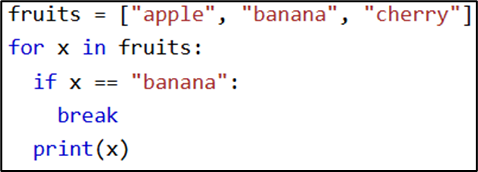 fruits = ["apple", "banana", "cherry"]
for x in fruits:
  if x == "banana":
    break
  print(x)